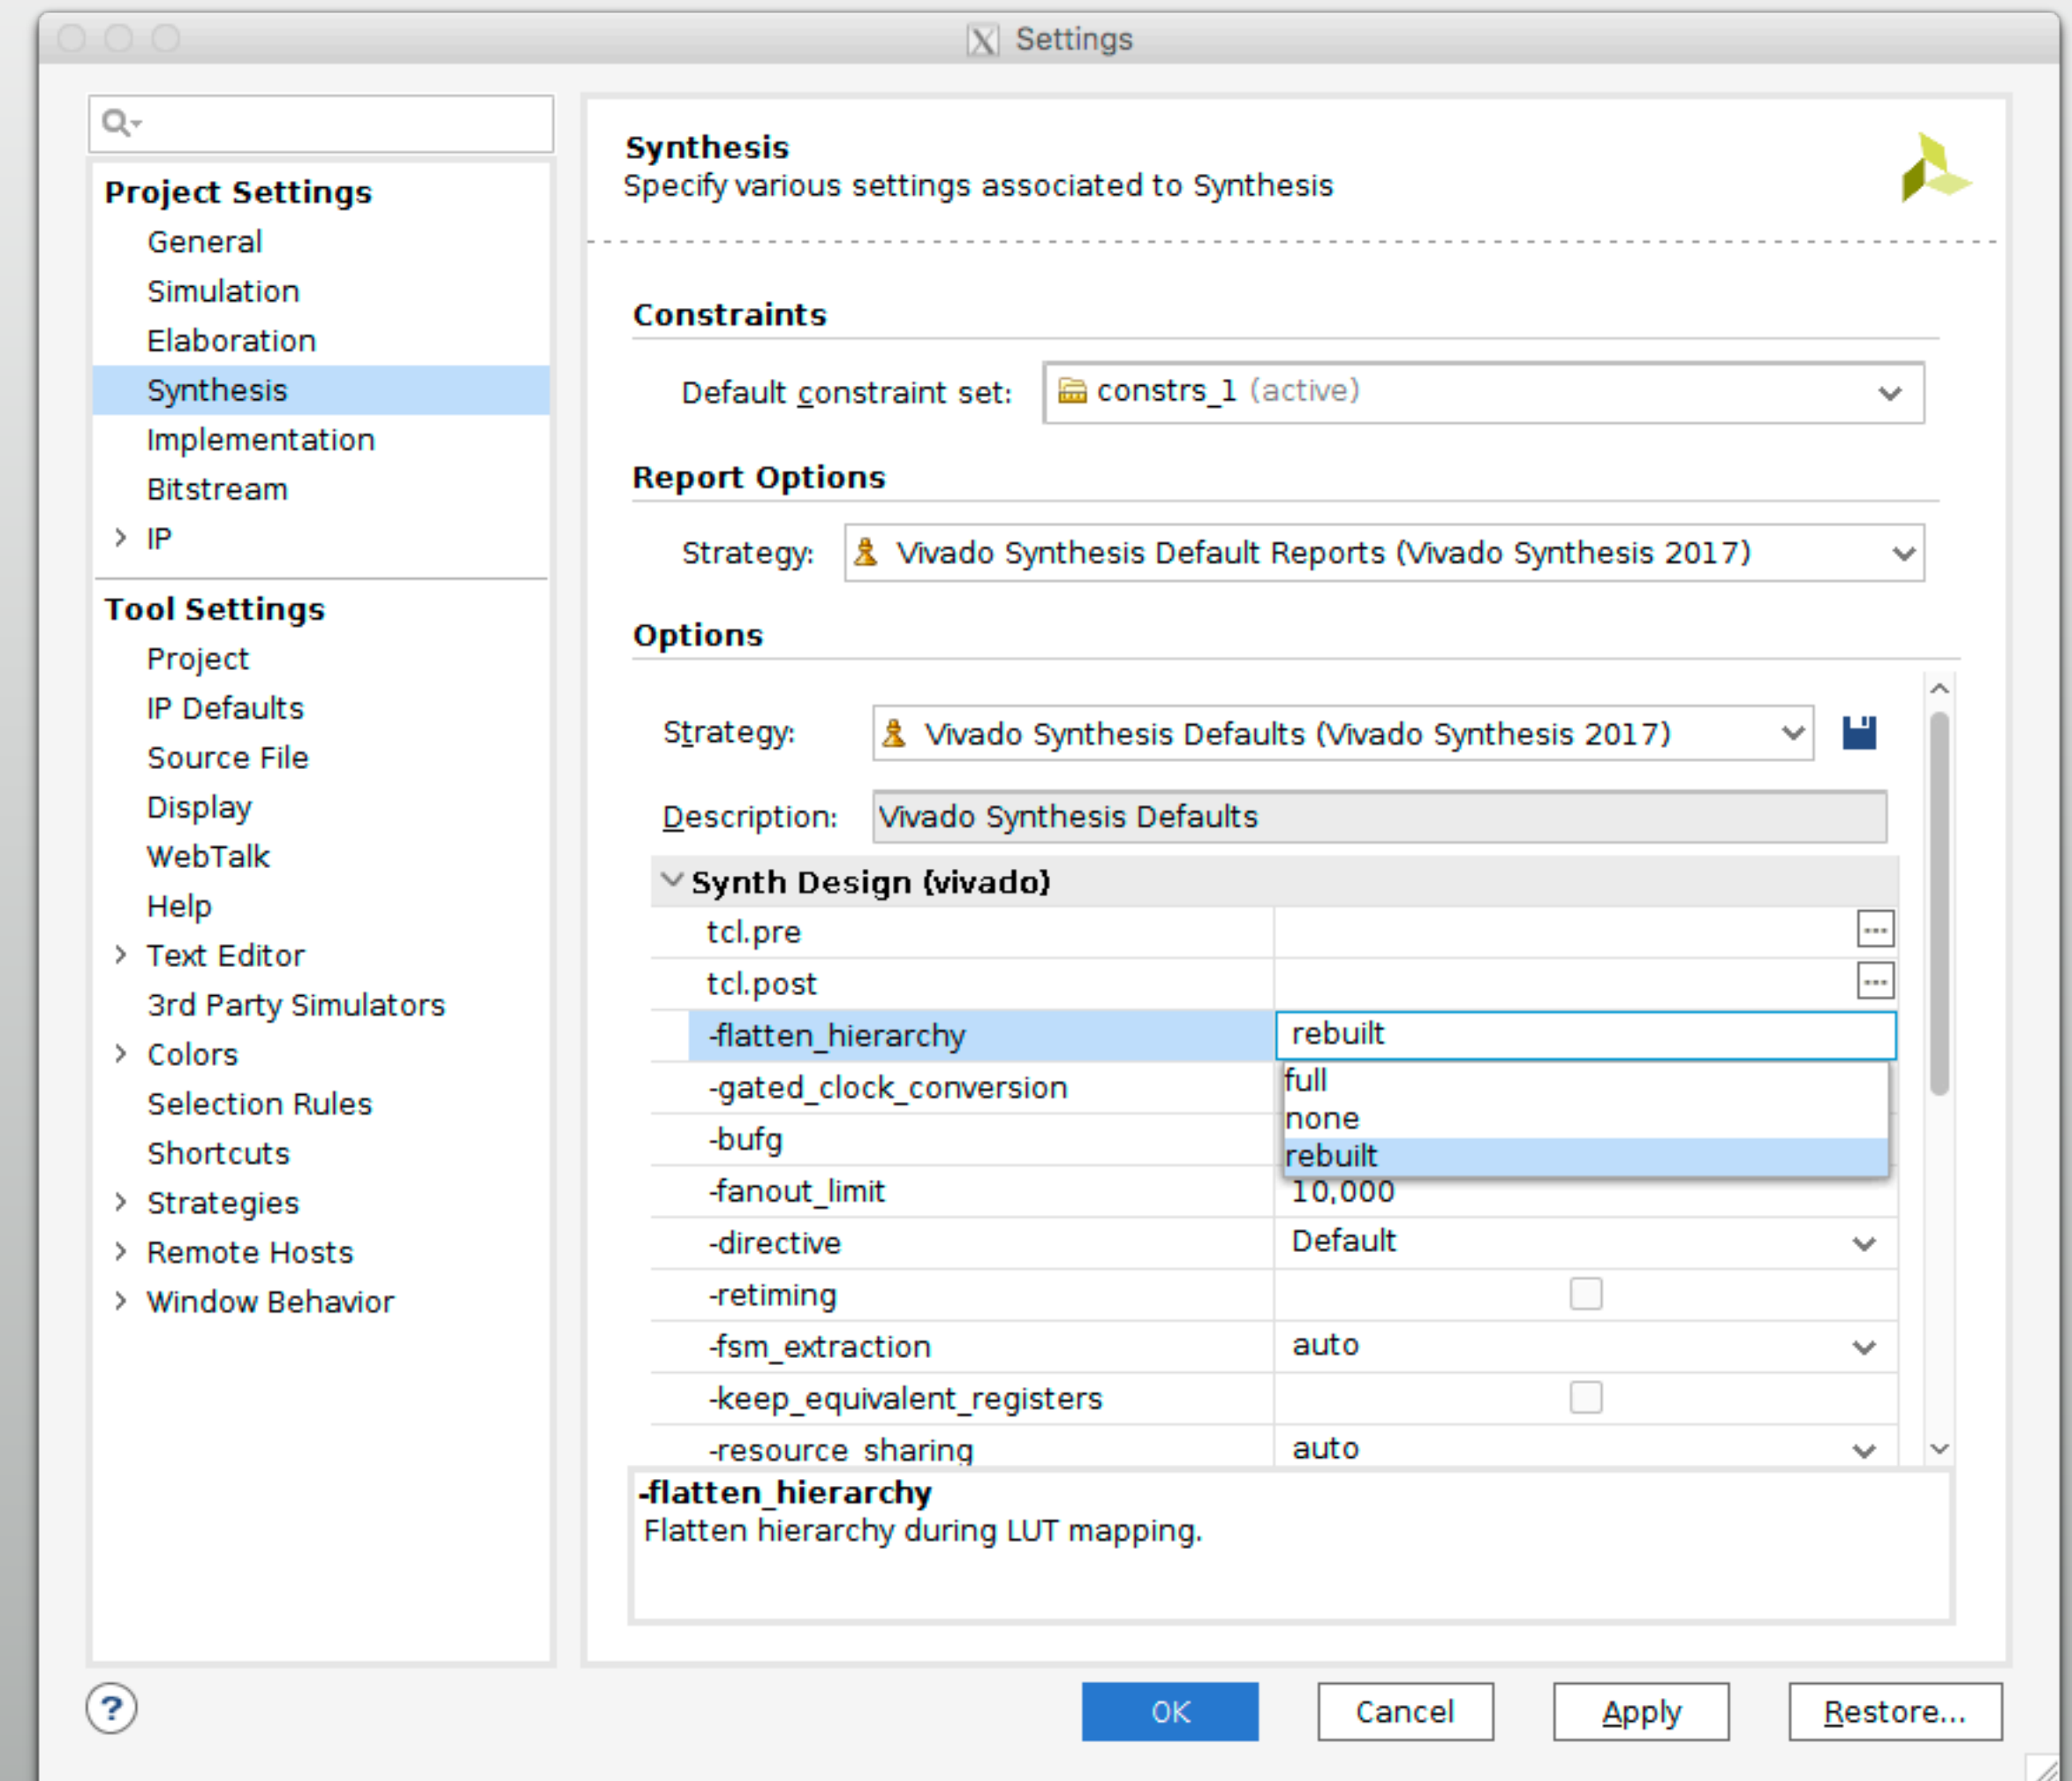 Settings
Project Settings
General
Simulation
Elaboration
Synthesis
Implementation
Bitstream
IP
Tool Settings
Project
IP Defaults
Source File
Display
WebTalk
Help
Text Editor
3rd Party Simulators
Colors
Selection Rules
Shortcuts
Strategies
Remote Hosts
Window Behavior
Synthesis
Specify various settings associated to Synthesis
Constraints
Default constraint set: constrs_1 (active)
Report Options
Strategy: Vivado Synthesis Default Reports (Vivado Synthesis 2017)
Options
Strategy: Vivado Synthesis Defaults (Vivado Synthesis 2017)
Description: Vivado Synthesis Defaults
Synth Design (vivado)
tcl.pre ...
tcl.post ...
-flatten_hierarchy rebuilt
full
-gated_clock_conversion
none
-bufg
rebuilt
-fanout_limit 10,000
-directive Default
-retiming
-fsm_extraction auto
-keep_equivalent_registers
-resource_sharing auto
-flatten_hierarchy
Flatten hierarchy during LUT mapping.
? OK Cancel Apply Restore...